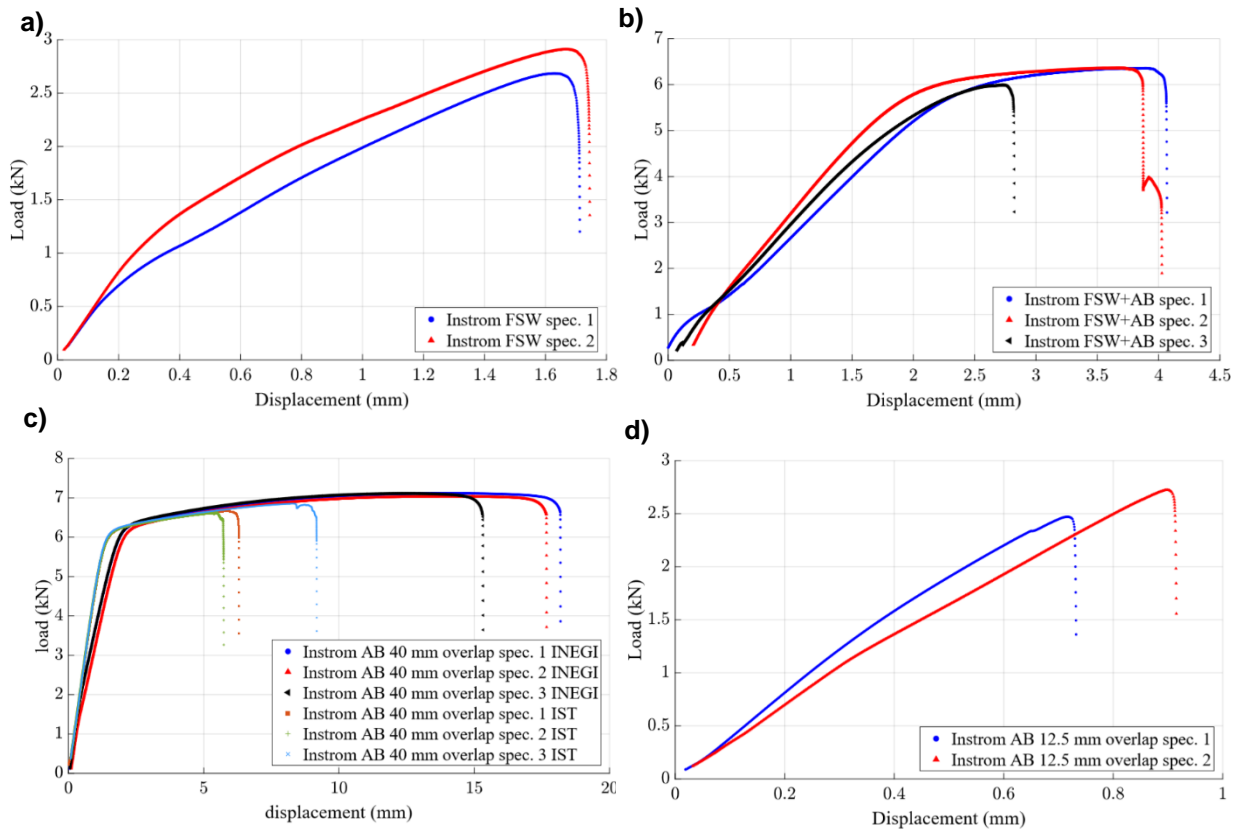 a)
3
2.5
2
1.5
1
0.5
0
Load (kN)
0 0.2 0.4 0.6 0.8 1 1.2 1.4 1.6 1.8
Displacement (mm)
Instrom FSW spec. 1
Instrom FSW spec. 2
b)
7
6
5
4
3
2
1
0
Load (kN)
0 0.5 1 1.5 2 2.5 3 3.5 4 4.5
Displacement (mm)
Instrom FSW+AB spec. 1
Instrom FSW+AB spec. 2
Instrom FSW+AB spec. 3
c)
8
7
6
5
4
3
2
1
0
load (kN)
0 5 10 15 20
displacement (mm)
Instrom AB 40 mm overlap spec. 1 INEGI
Instrom AB 40 mm overlap spec. 2 INEGI
Instrom AB 40 mm overlap spec. 3 INEGI
Instrom AB 40 mm overlap spec. 1 IST
Instrom AB 40 mm overlap spec. 2 IST
Instrom AB 40 mm overlap spec. 3 IST
d)
3
2.5
2
1.5
1
0.5
0
Load (kN)
0 0.2 0.4 0.6 0.8 1
Displacement (mm)
Instrom AB 12.5 mm overlap spec. 1
Instrom AB 12.5 mm overlap spec. 2